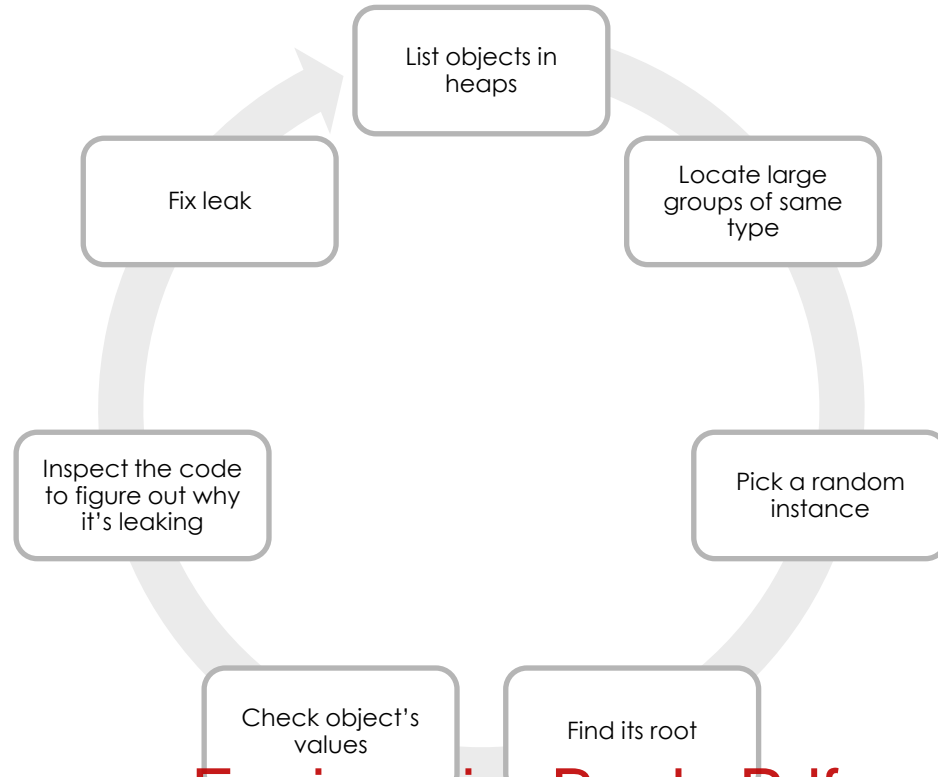 List objects in
heaps
Locate large
groups of same
type
Pick a random
instance
Find its root
Check object's
values
Inspect the code
to figure out why
it's leaking
Fix leak